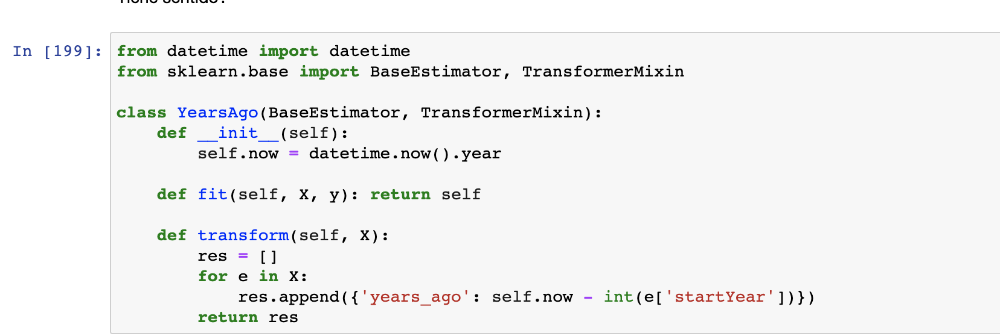 In [199]:
from datetime import datetime
from sklearn.base import BaseEstimator, TransformerMixin
class YearsAgo(BaseEstimator, TransformerMixin):
def __init__(self):
self.now = datetime.now().year
def fit(self, X, y): return self
def transform(self, X):
res = []
for e in X:
res.append({'years_ago': self.now - int(e['startYear'])})
return res